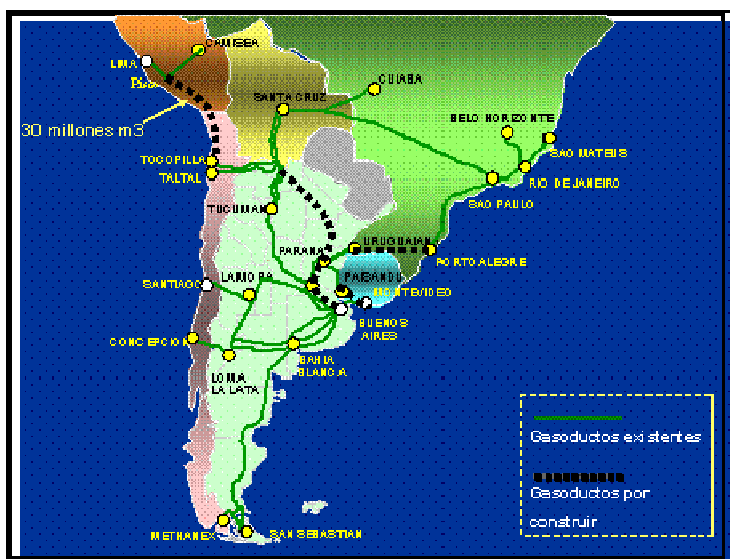 CAMISEA
LIMA
Pisco
CUIABA
SANTA CRUZ
BELO HORIZONTE
30 millones m3
SAO MATEUS
TOCOPILLA
TALTAL
RIO DE JANEIRO
SAO PAULO
TUCUMAN
URUGUAIAN
PARANA
PORTO ALEGRE
PAISANDU
SANTIAGO
LA MORA
MONTEVIDEO
BUENOS
AIRES
CONCEPCION
BAHIA
BLANCA
LOMA
LA LATA
Gasoductos existentes
Gasoductos por
construir
METHANEX
SAN SEBASTIAN